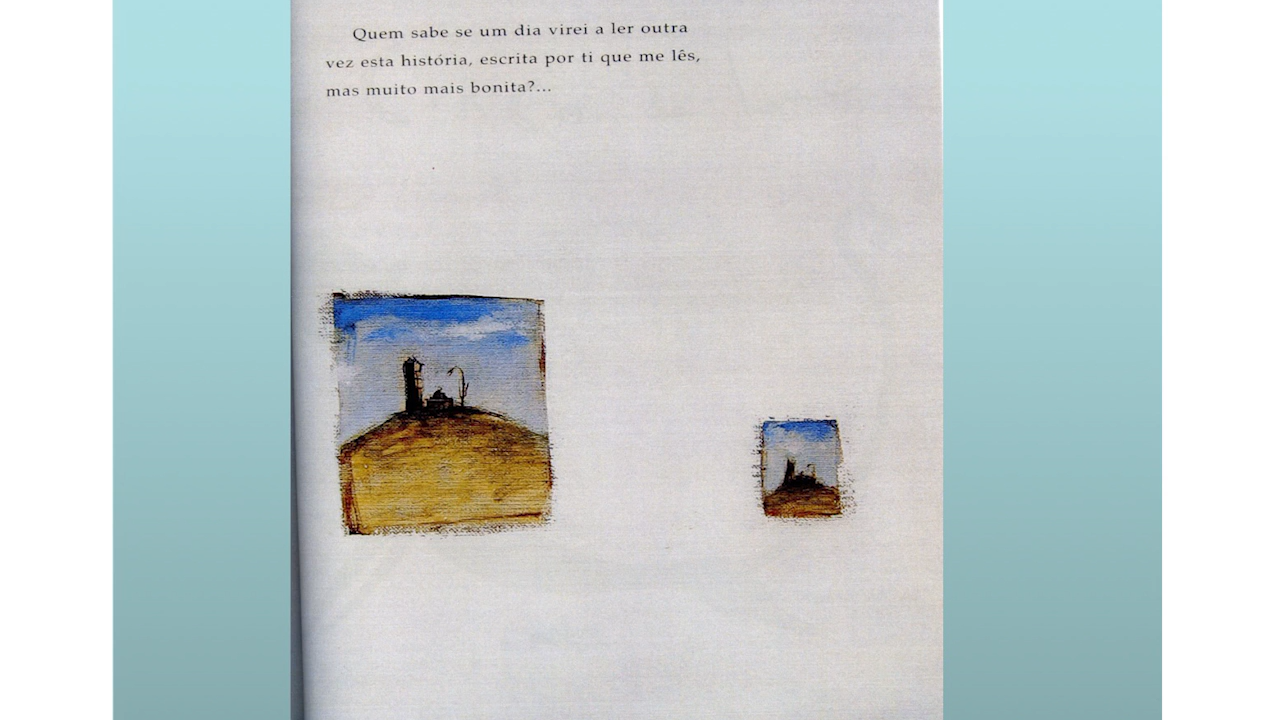 Quem sabe se um dia virei a ler outra
vez esta história, escrita por ti que me lês,
mas muito mais bonita?...